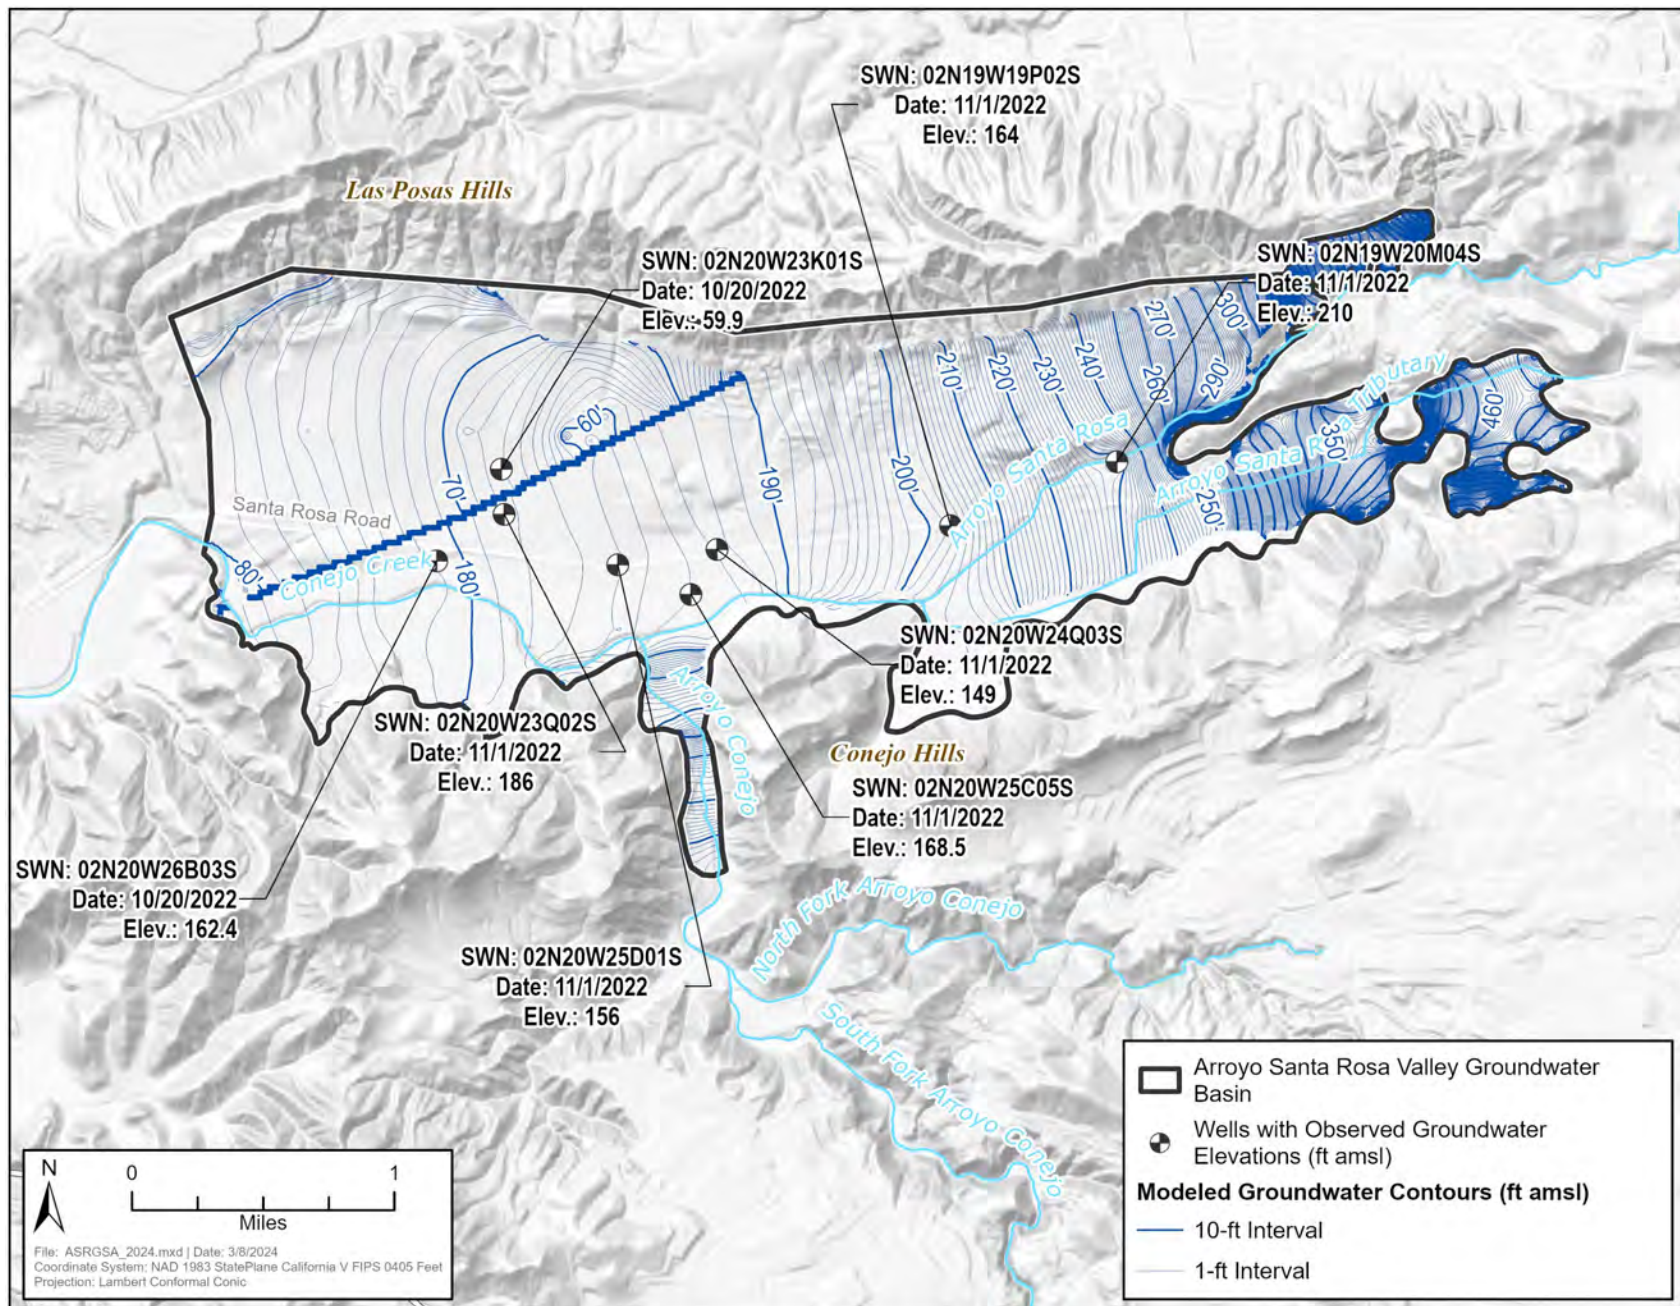 SWN: 02N19W19P02S
Date: 11/1/2022
Elev.: 164
Las Posas Hills
SWN: 02N20W23K01S
Date: 10/20/2022
Elev.: 59.9
SWN: 02N19W20M04S
Date: 11/1/2022
Elev.: 210
300'
270'
290'
260'
240'
230'
220'
210'
200'
190'
60'
70'
180'
80'
460'
350'
250'
Arroyo Santa Rosa
Arroyo Santa Rosa Tributary
Santa Rosa Road
Conejo Creek
SWN: 02N20W24Q03S
Date: 11/1/2022
Elev.: 149
Arroyo Conejo
SWN: 02N20W23Q02S
Date: 11/1/2022
Elev.: 186
Conejo Hills
SWN: 02N20W25C05S
Date: 11/1/2022
Elev.: 168.5
SWN: 02N20W26B03S
Date: 10/20/2022
Elev.: 162.4
North Fork Arroyo Conejo
SWN: 02N20W25D01S
Date: 11/1/2022
Elev.: 156
South Fork Arroyo Conejo
Arroyo Santa Rosa Valley Groundwater
Basin
Wells with Observed Groundwater
Elevations (ft amsl)
Modeled Groundwater Contours (ft amsl)
10-ft Interval
1-ft Interval
N
0 1
Miles
File: ASRGSA_2024.mxd | Date: 3/8/2024
Coordinate System: NAD 1983 StatePlane California V FIPS 0405 Feet
Projection: Lambert Conformal Conic